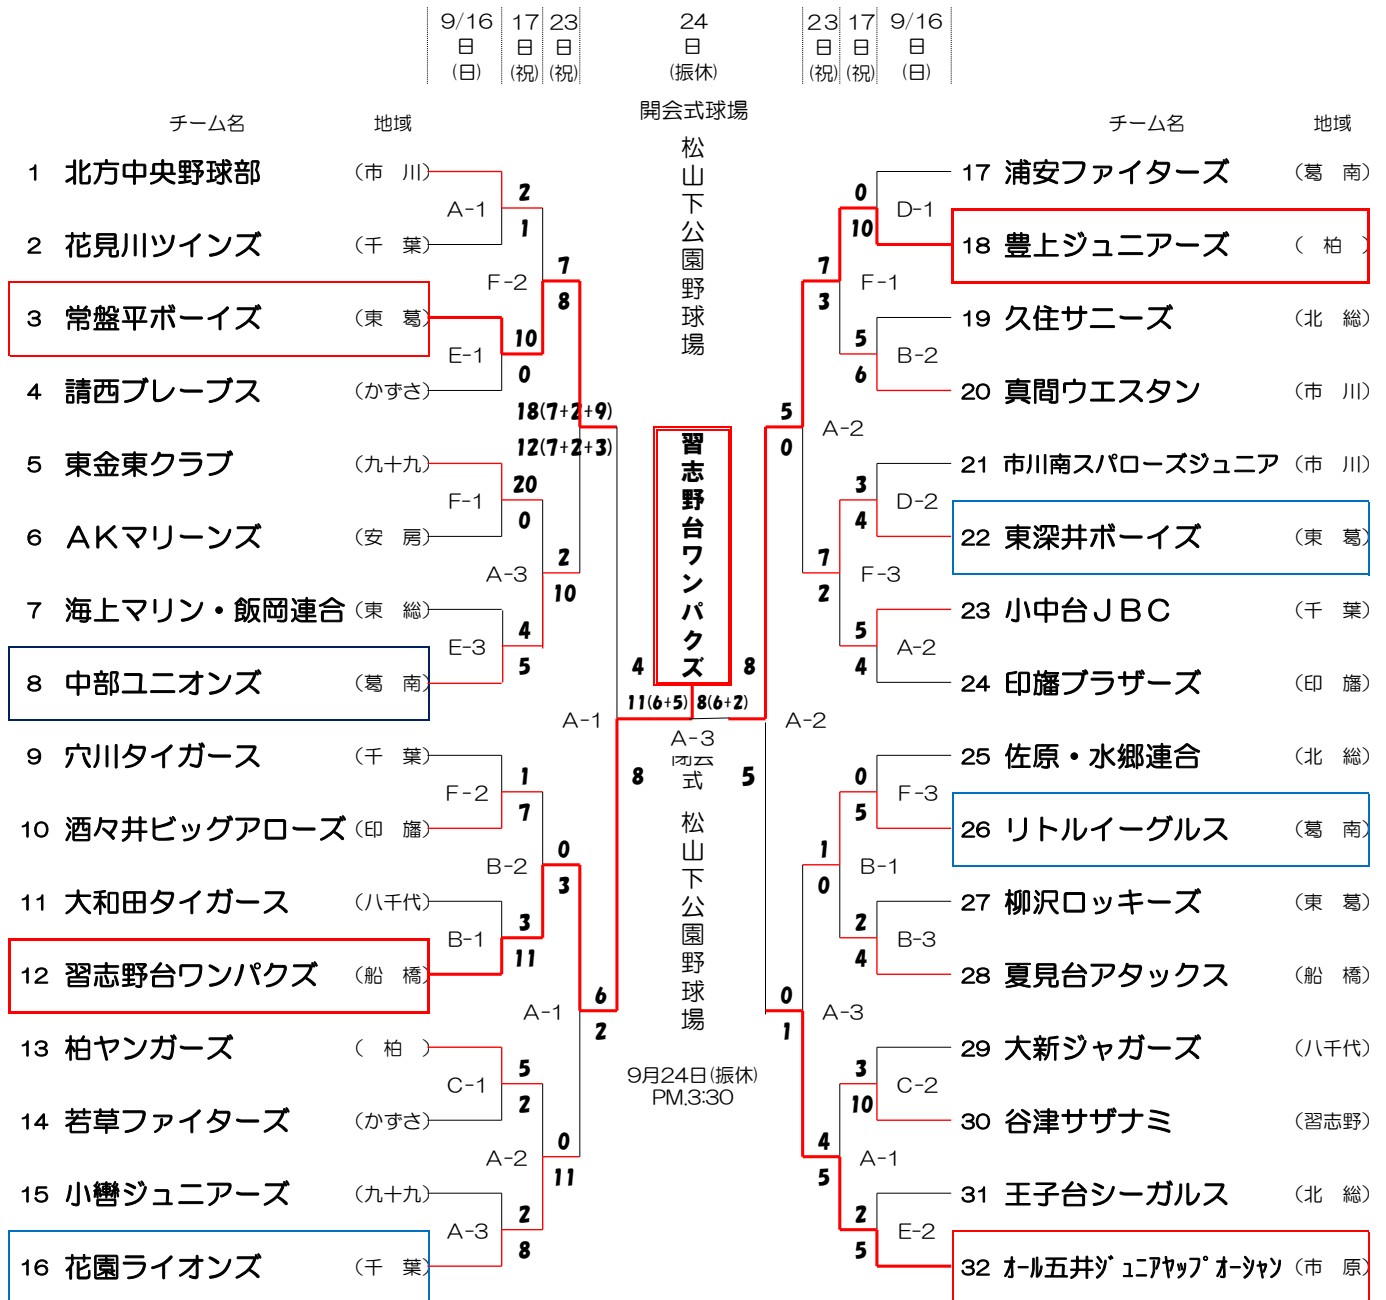 9/16 17 23 24 23 17 9/16
日 日 日 日 日 日 日
(日) (祝) (祝) (振休) (祝) (祝) (日)
開会式球場
チーム名 地域 チーム名 地域
松山下公園野球場
1 北方中央野球部 (市 川)
A-1 2
1
2 花見川ツインズ (千 葉)
F-2 7
8
3 常盤平ボーイズ (東 葛)
E-1 10
0
4 請西ブレーブス (かずさ)
18(7+2+9)
12(7+2+3)
5 東金東クラブ (九十九)
F-1 20
0
6 AKマリーンズ (安 房)
A-3 2
10
7 海上マリン・飯岡連合 (東 総)
E-3 4
5
8 中部ユニオンズ (葛 南)
A-1
9 穴川タイガース (千 葉)
F-2 1
7
10 酒々井ビッグアローズ (印 旛)
B-2 0
3
11 大和田タイガース (八千代)
B-1 3
11
12 習志野台ワンパクズ (船 橋)
A-1 6
2
13 柏ヤンガーズ ( 柏 )
C-1 5
2
14 若草ファイターズ (かずさ)
A-2 0
11
15 小轡ジュニアーズ (九十九)
A-3 2
8
16 花園ライオンズ (千 葉)
習志野台ワンパクズ
4 8
11(6+5) 8(6+2)
A-3
8 5
閉会式
松山下公園野球場
9月24日(振休)
PM.3:30
17 浦安ファイターズ (葛 南)
0 D-1
10
18 豊上ジュニアーズ ( 柏 )
7 F-1
3
19 久住サニーズ (北 総)
5 B-2
6
20 真間ウエスタン (市 川)
5 A-2
0
21 市川南スパローズジュニア (市 川)
3 D-2
4
22 東深井ボーイズ (東 葛)
7 F-3
2
23 小中台JBC (千 葉)
5 A-2
4
24 印旛ブラザーズ (印 旛)
A-2
25 佐原・水郷連合 (北 総)
0 F-3
5
26 リトルイーグルス (葛 南)
1 B-1
0
27 柳沢ロッキーズ (東 葛)
2 B-3
4
28 夏見台アタックス (船 橋)
0 A-3
1
29 大新ジャガーズ (八千代)
3 C-2
10
30 谷津サザナミ (習志野)
4 A-1
5
31 王子台シーガルス (北 総)
2 E-2
5
32 オール五井ジュニアヤップオーシャン (市 原)